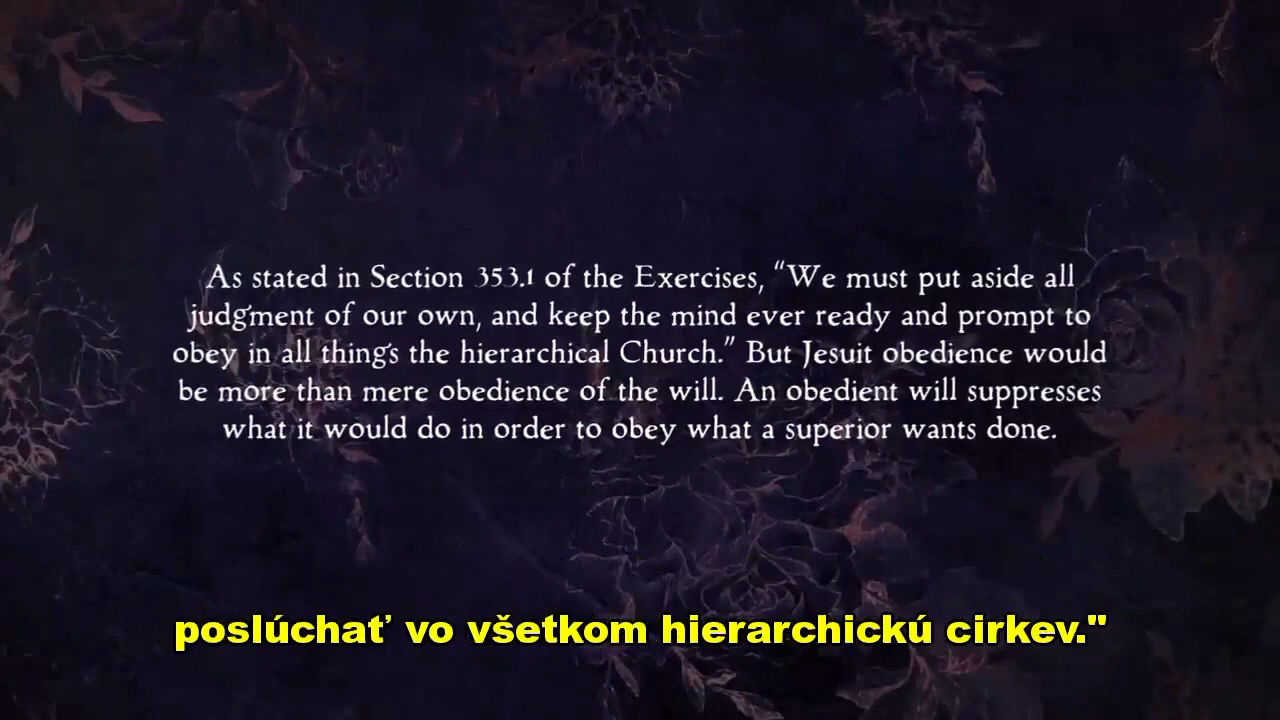 As stated in Section 353.1 of the Exercises, “We must put aside all
judgment of our own, and keep the mind ever ready and prompt to
obey in all things the hierarchical Church.” But Jesuit obedience would
be more than mere obedience of the will. An obedient will suppresses
what it would do in order to obey what a superior wants done.
poslúchať vo všetkom hierarchickú cirkev."